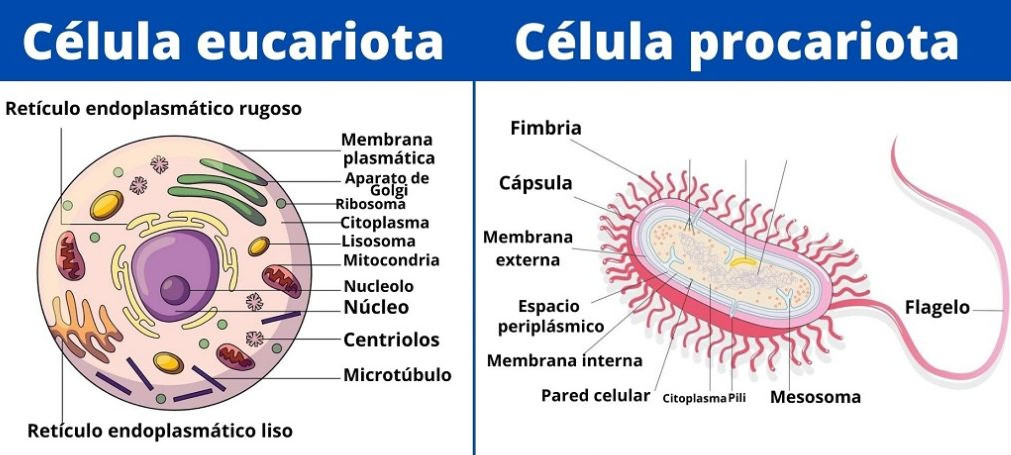 Célula eucariota
Retículo endoplasmático rugoso
Membrana
plasmática
Aparato de
Golgi
Ribosoma
Citoplasma
Lisosoma
Mitocondria
Nucleolo
Núcleo
Centriolos
Microtúbulo
Retículo endoplasmático liso
Célula procariota
Fimbria
Cápsula
Membrana
externa
Espacio
periplásmico
Membrana interna
Pared celular
Citoplasma
Pili
Mesosoma
Flagelo